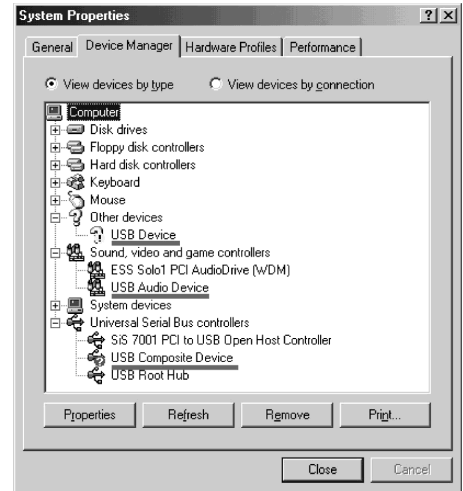 System Properties
General Device Manager Hardware Profiles Performance
View devices by type View devices by connection
Computer
Disk drives
Floppy disk controllers
Hard disk controllers
Keyboard
Mouse
Other devices
USB Device
Sound, video and game controllers
ESS Solo1 PCI AudioDrive (WDM)
USB Audio Device
System devices
Universal Serial Bus controllers
SiS 7001 PCI to USB Open Host Controller
USB Composite Device
USB Root Hub
Properties Refresh Remove Print...
Close Cancel